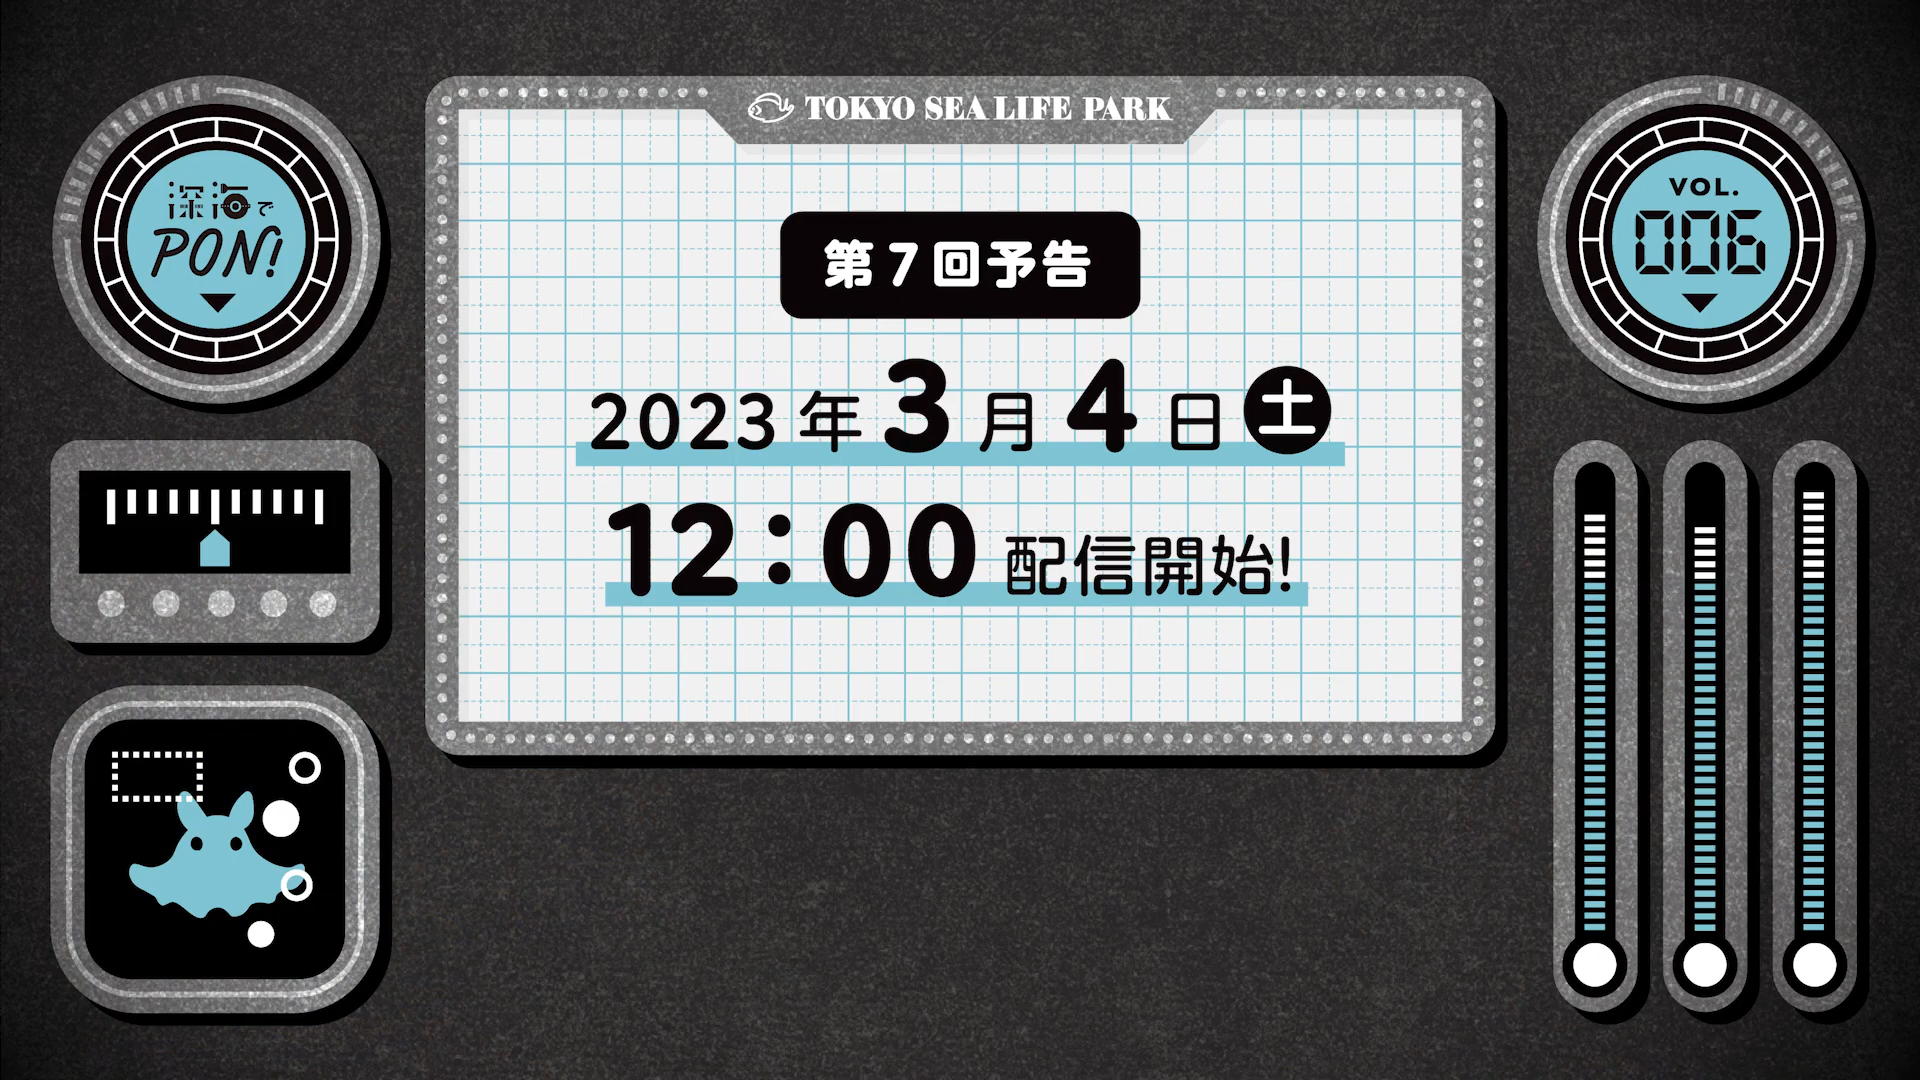 深海で
PON!
TOKYO SEA LIFE PARK
VOL.
006
第7回予告
2023年3月4日土
12:00 配信開始!